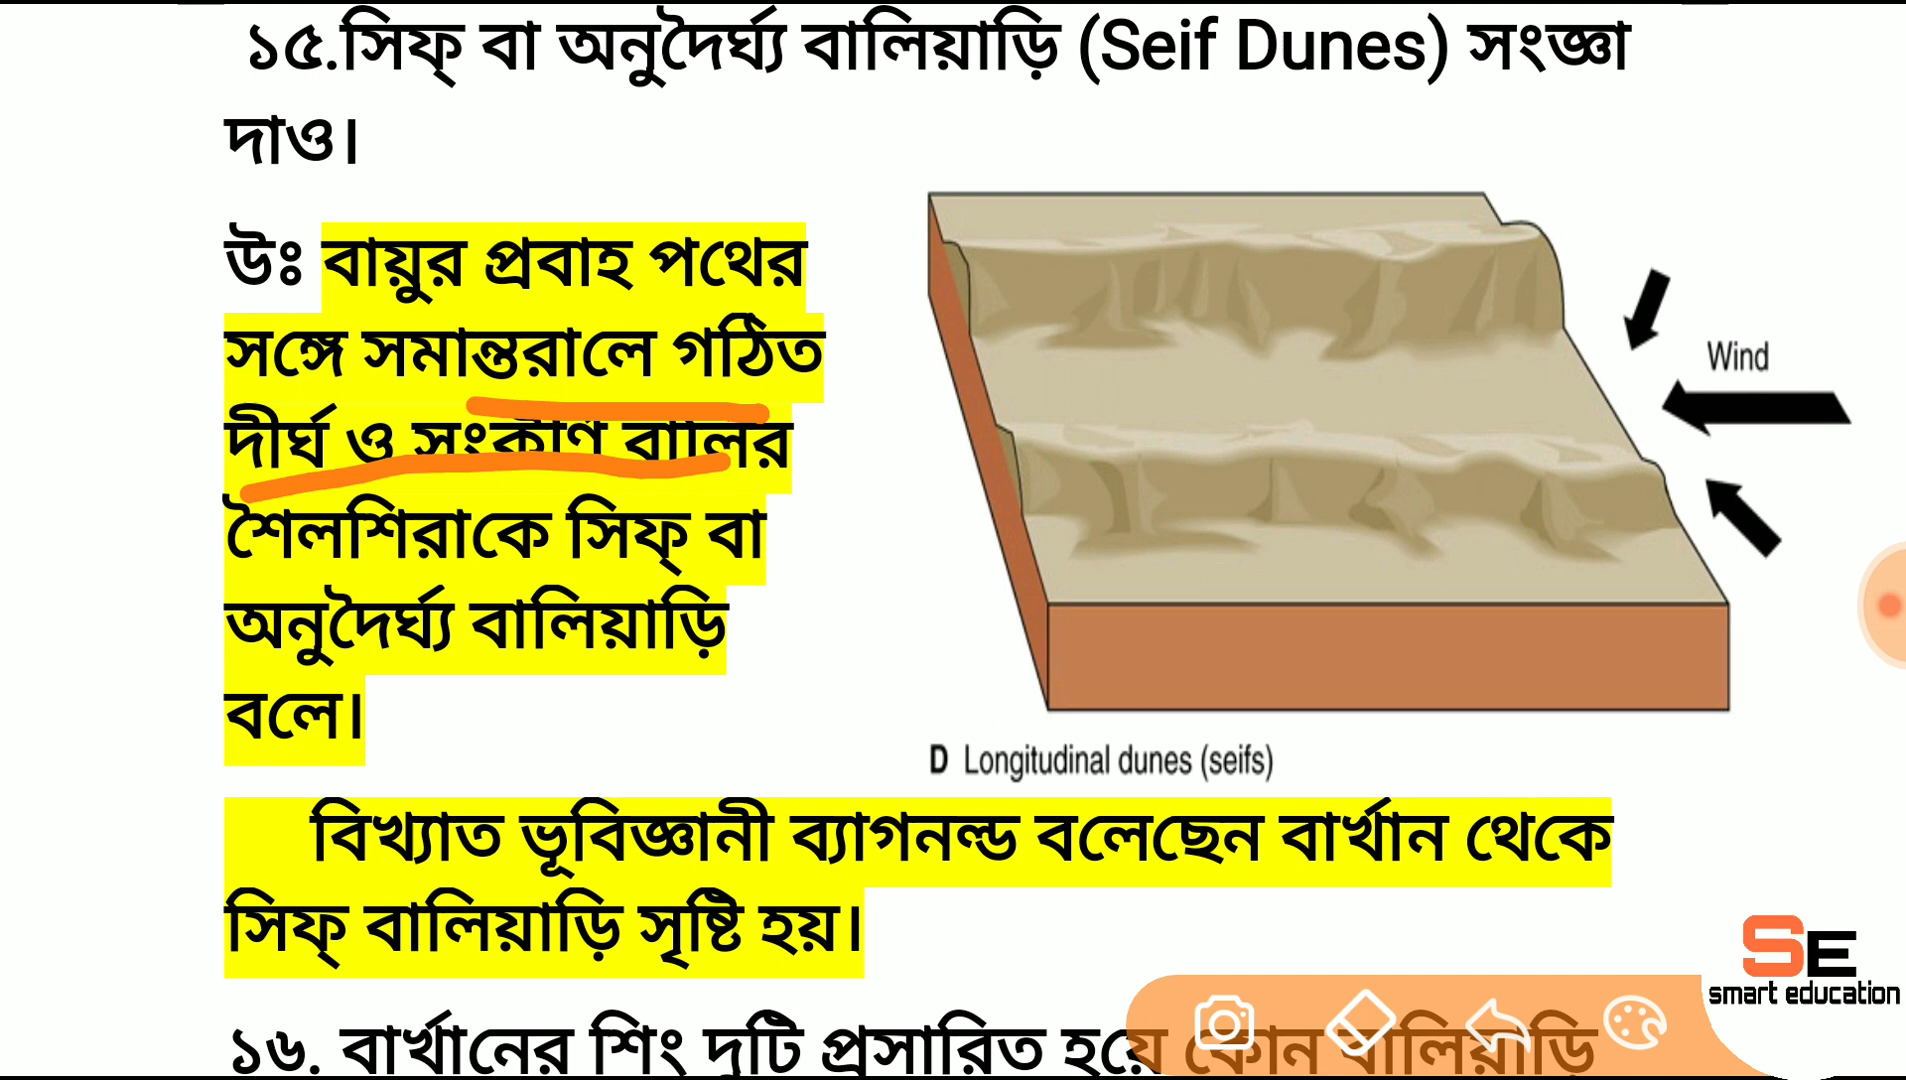 ১৫.সিফ্ বা অনুদৈর্ঘ্য বালিয়াড়ি (Seif Dunes) সংজ্ঞা
দাও।
উঃ বায়ুর প্রবাহ পথের
সঙ্গে সমান্তরালে গঠিত
দীর্ঘ ও সংকীর্ণ বালির
শৈলশিরাকে সিফ্ বা
অনুদৈর্ঘ্য বালিয়াড়ি
বলে।
Wind
D Longitudinal dunes (seifs)
বিখ্যাত ভূবিজ্ঞানী ব্যাগনল্ড বলেছেন বার্খান থেকে
সিফ্ বালিয়াড়ি সৃষ্টি হয়।
SE
smart education
১৬. বার্খানের শিং দুটি প্রসারিত হয়ে কোন বালিয়াড়ি